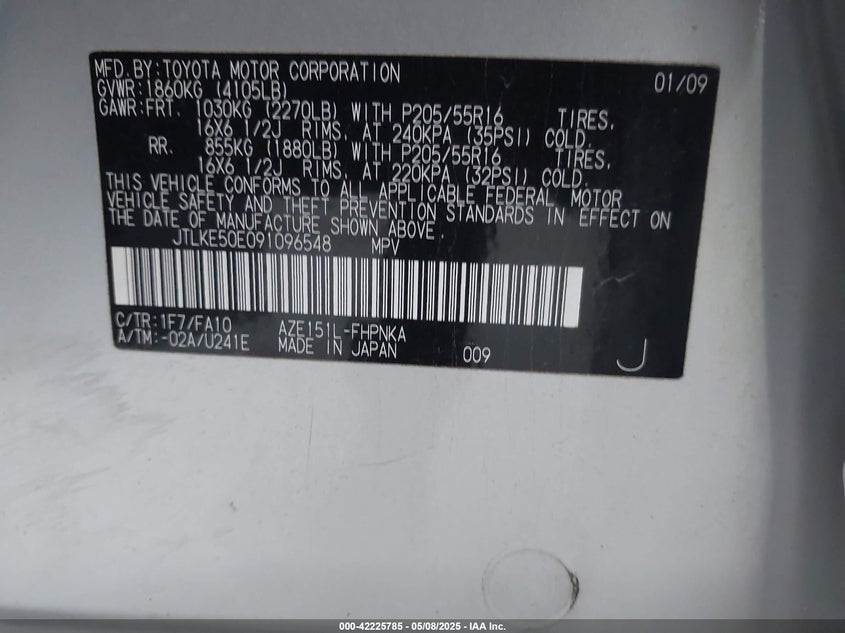 MFD.BY:TOYOTA MOTOR CORPORATION 01/09
GVWR:1860KG (4105LB)
GAWR:FRT. 1030KG (2270LB) WITH P205/55R16 TIRES,
16X6 1/2J RIMS, AT 240KPA (35PSI) COLD.
RR. 855KG (1880LB) WITH P205/55R16 TIRES,
16X6 1/2J RIMS, AT 220KPA (32PSI) COLD.
THIS VEHICLE CONFORMS TO ALL APPLICABLE FEDERAL MOTOR
VEHICLE SAFETY AND THEFT PREVENTION STANDARDS IN EFFECT ON
THE DATE OF MANUFACTURE SHOWN ABOVE.
JTLKE50E091096548 MPV
C/TR:1F7/FA10 AZE151L-FHPNKA
A/TM:-02A/U241E MADE IN JAPAN 009 J
000-42225785 - 05/08/2025 - IAA Inc.